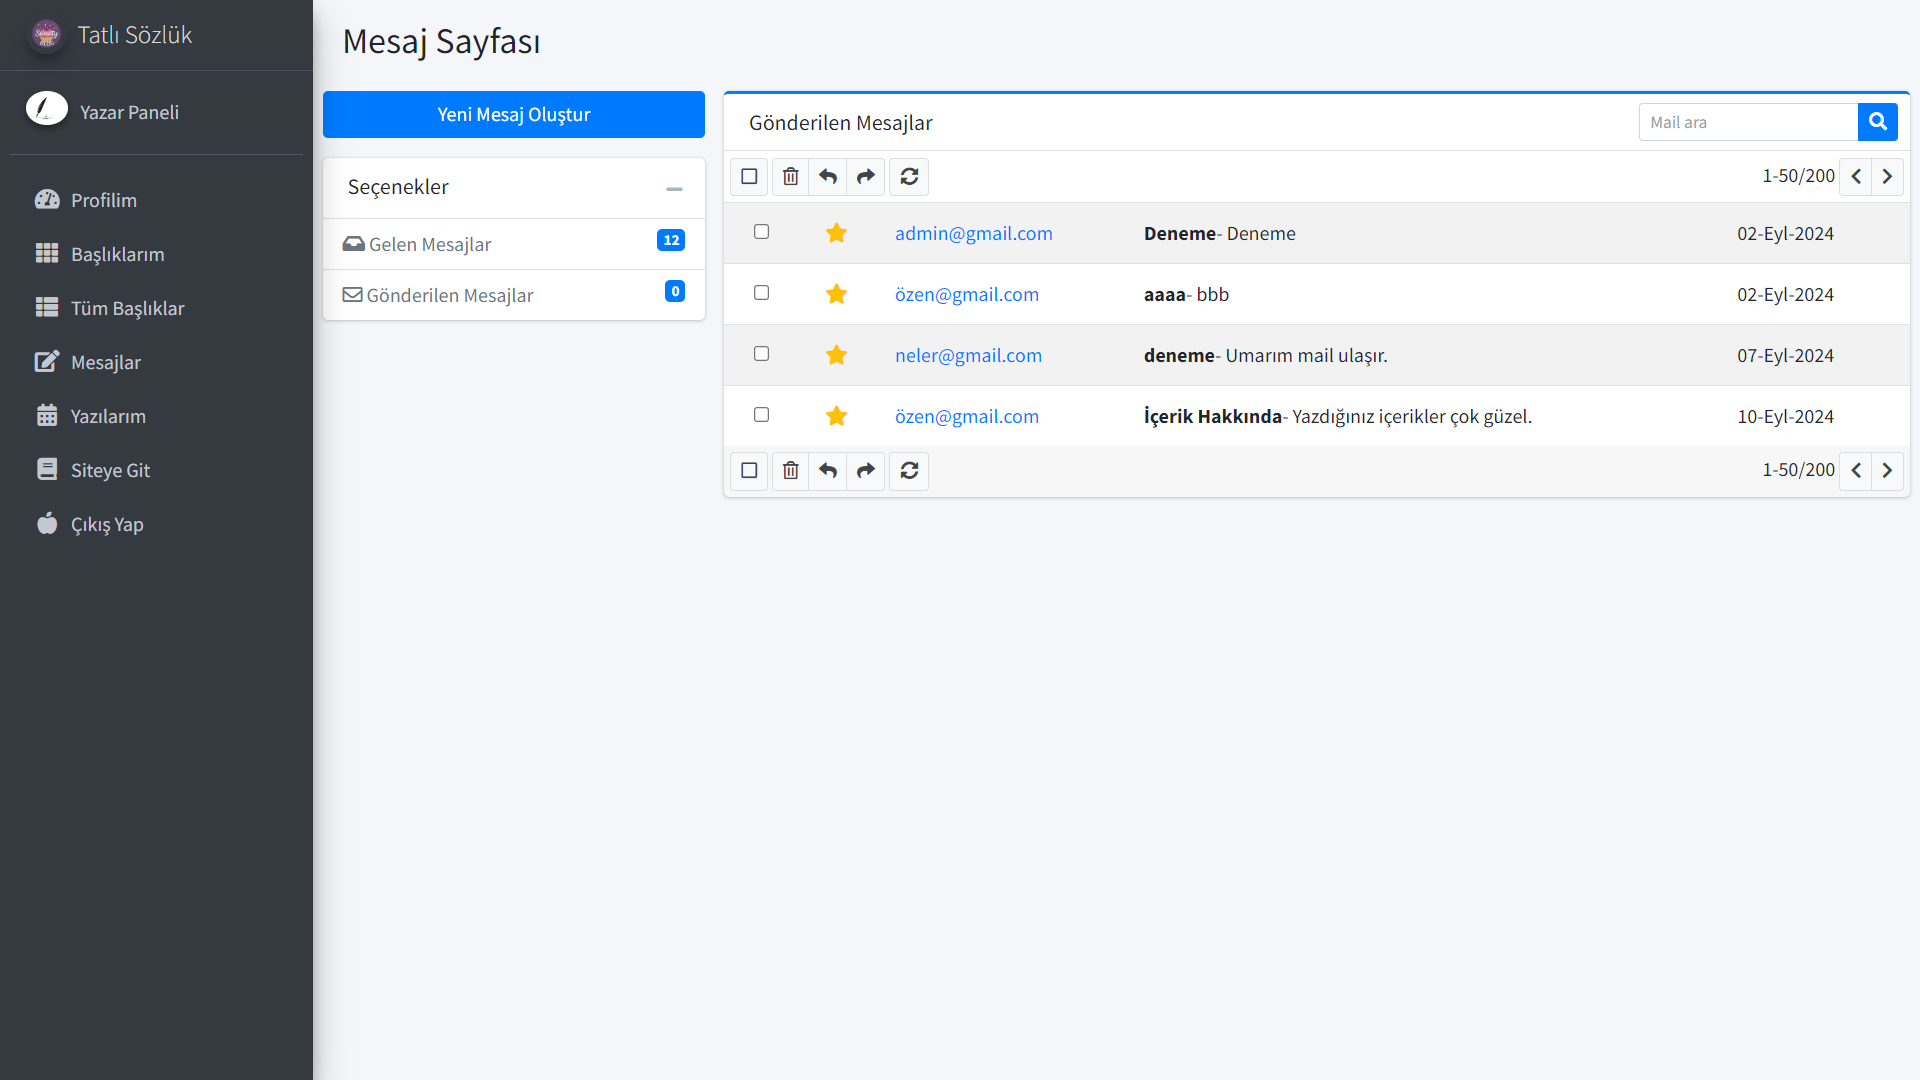 Tatlı Sözlük
Yazar Paneli
Profilim
Başlıklarım
Tüm Başlıklar
Mesajlar
Yazılarım
Siteye Git
Çıkış Yap
Mesaj Sayfası
Yeni Mesaj Oluştur
Seçenekler
Gelen Mesajlar 12
Gönderilen Mesajlar 0
Gönderilen Mesajlar
Mail ara
1-50/200
admin@gmail.com Deneme- Deneme 02-Eyl-2024
özen@gmail.com aaaa- bbb 02-Eyl-2024
neler@gmail.com deneme- Umarım mail ulaşır. 07-Eyl-2024
özen@gmail.com İçerik Hakkında- Yazdığınız içerikler çok güzel. 10-Eyl-2024
1-50/200